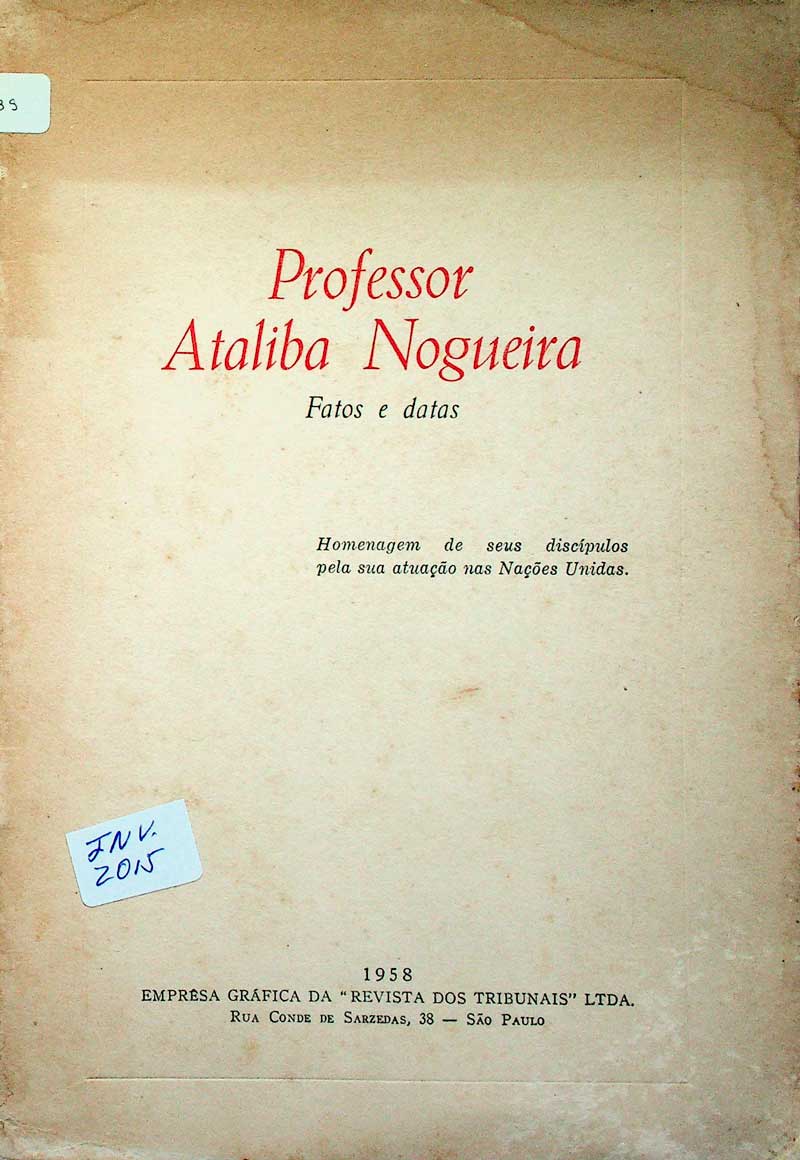 Professor
Ataliba Nogueira
Fatos e datas
Homenagem de seus discípulos
pela sua atuação nas Nações Unidas.
INV.
2015
1958
EMPRÊSA GRÁFICA DA "REVISTA DOS TRIBUNAIS" LTDA.
RUA CONDE DE SARZEDAS, 38 — SÃO PAULO